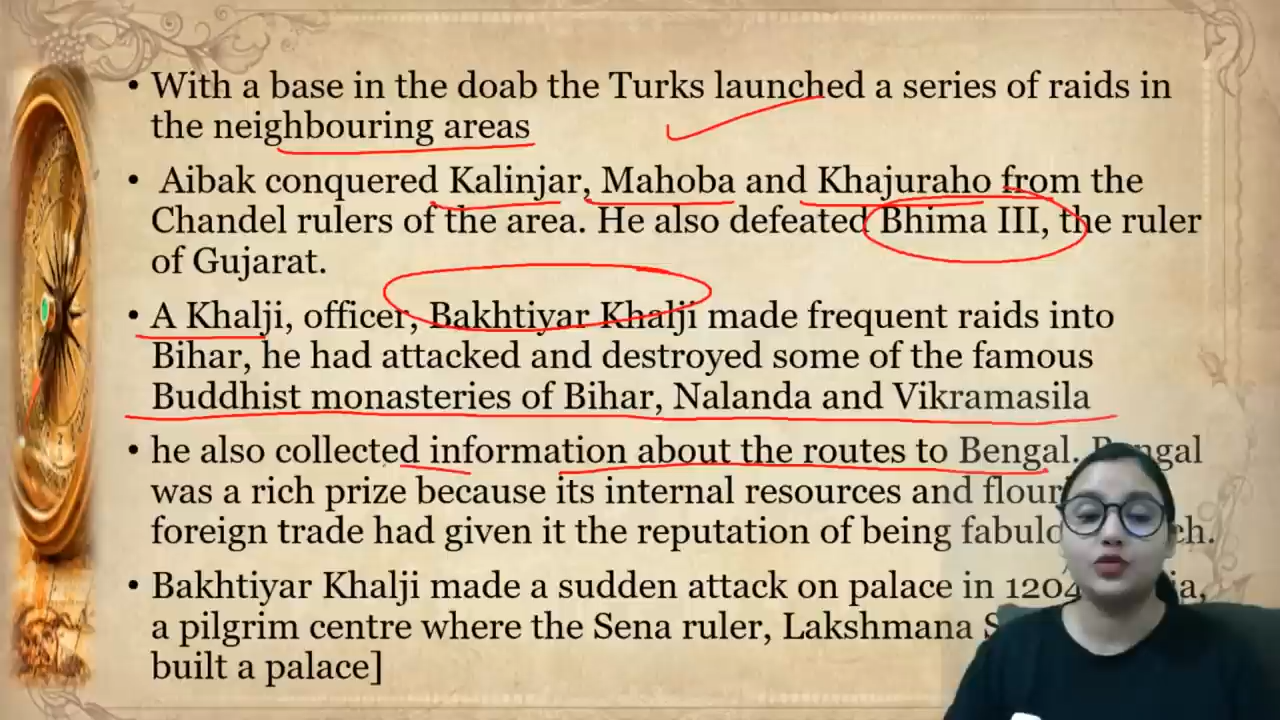 • With a base in the doab the Turks launched a series of raids in
the neighbouring areas
• Aibak conquered Kalinjar, Mahoba and Khajuraho from the
Chandel rulers of the area. He also defeated Bhima III, the ruler
of Gujarat.
• A Khalji, officer, Bakhtiyar Khalji made frequent raids into
Bihar, he had attacked and destroyed some of the famous
Buddhist monasteries of Bihar, Nalanda and Vikramasila
• he also collected information about the routes to Bengal.
was a rich prize because its internal resources and
foreign trade had given it the reputation of being
• Bakhtiyar Khalji made a sudden attack on palace in 1204
a pilgrim centre where the Sena ruler, Lakshmana
built a palace]